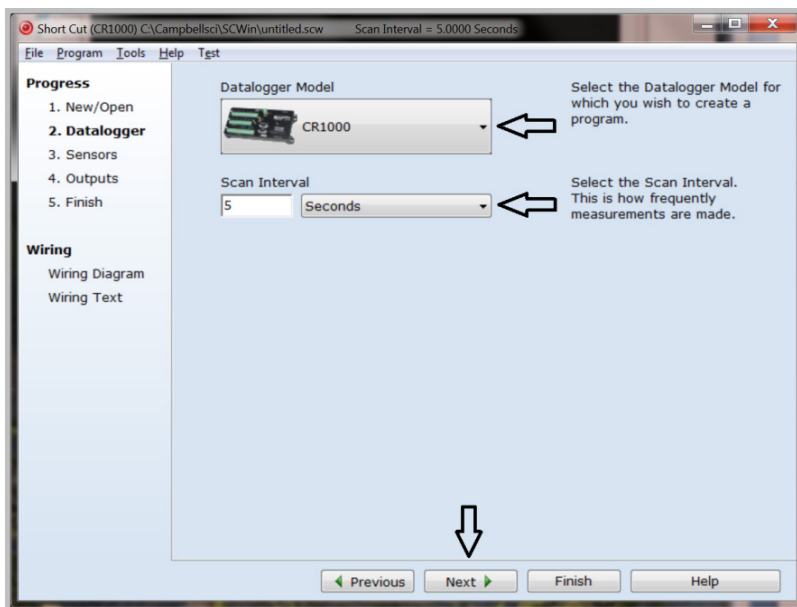 Short Cut (CR1000) C:\Campbellsci\SCWin\untitled.scw Scan Interval = 5.0000 Seconds
File Program Tools Help Test
Progress
1. New/Open
2. Datalogger
3. Sensors
4. Outputs
5. Finish
Wiring
Wiring Diagram
Wiring Text
Datalogger Model
CR1000
Select the Datalogger Model for
which you wish to create a
program.
Scan Interval
5 Seconds
Select the Scan Interval.
This is how frequently
measurements are made.
Previous Next Finish Help